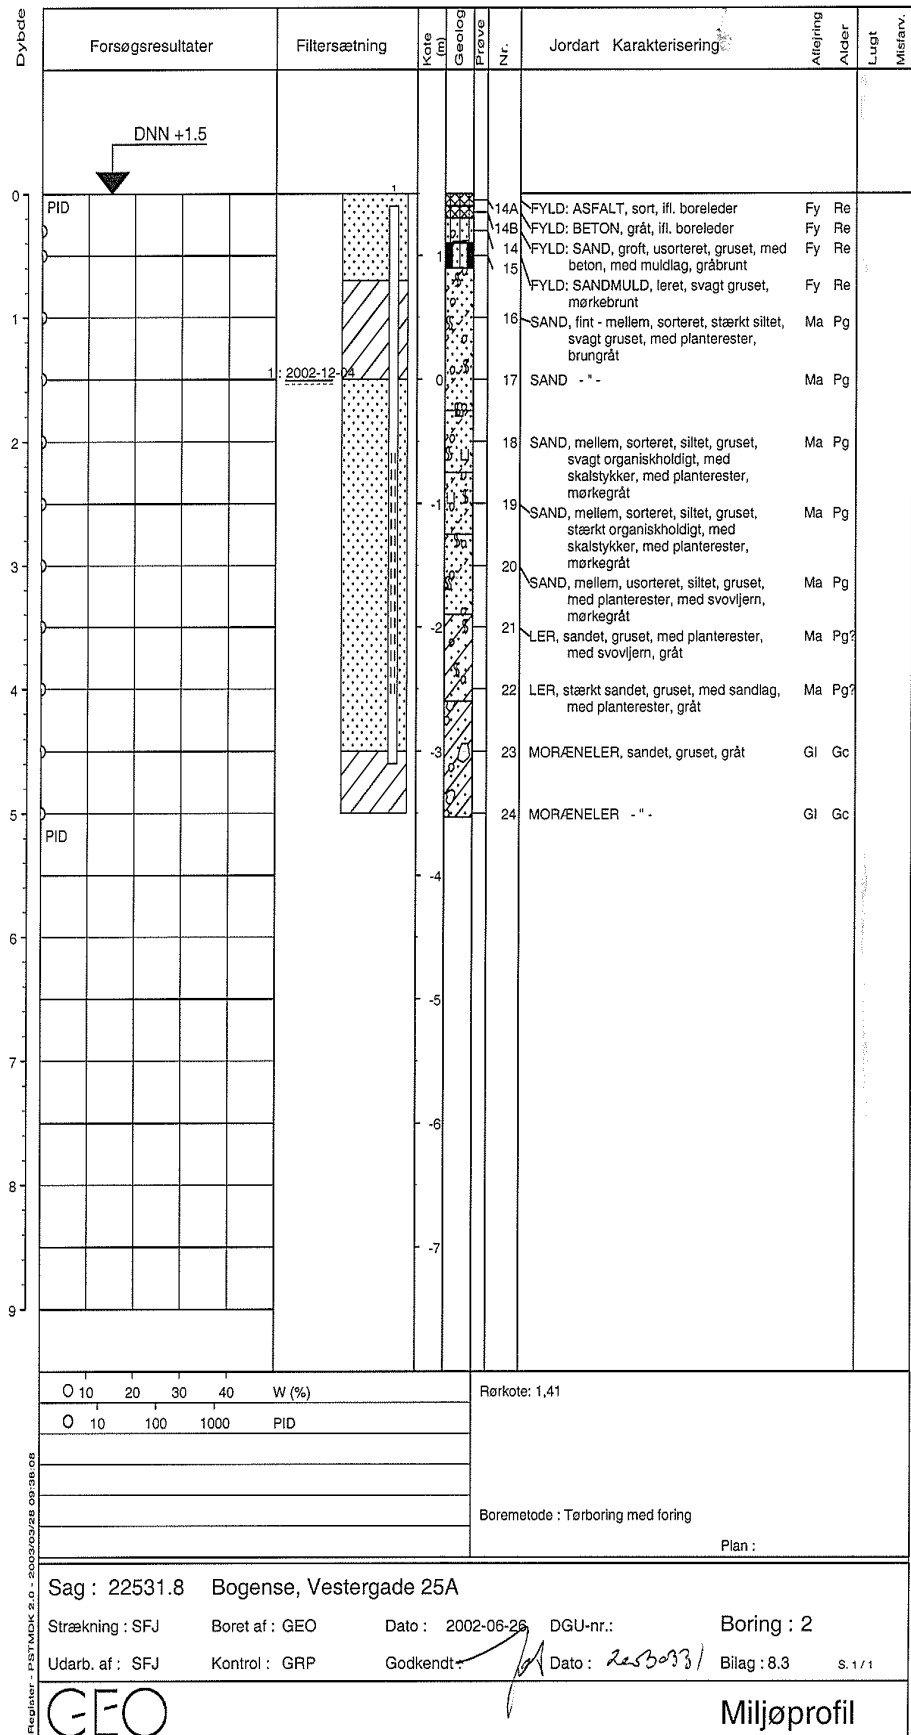 Dybde
Forsøgsresultater
Filtersætning
Kote (m)
Geologi
Prøve
Nr.
Jordart Karakterisering
Aflejring
Alder
Lugt
Misfarv.
DNN +1.5
0
PID
1
14A FYLD: ASFALT, sort, ifl. boreleder Fy Re
14B FYLD: BETON, gråt, ifl. boreleder Fy Re
14 FYLD: SAND, groft, usorteret, gruset, med Fy Re
beton, med muldlag, gråbrunt
1
15
FYLD: SANDMULD, leret, svagt gruset, Fy Re
mørkebrunt
1
16 SAND, fint - mellem, sorteret, stærkt siltet, Ma Pg
svagt gruset, med planterester,
brungråt
1 : 2002-12-04
0
17 SAND - " - Ma Pg
2
18 SAND, mellem, sorteret, siltet, gruset, Ma Pg
svagt organiskholdigt, med
skalstykker, med planterester,
mørkegråt
-1
19 SAND, mellem, sorteret, siltet, gruset, Ma Pg
stærkt organiskholdigt, med
skalstykker, med planterester,
mørkegråt
3
20
SAND, mellem, usorteret, siltet, gruset, Ma Pg
med planterester, med svovljern,
mørkegråt
-2
21 LER, sandet, gruset, med planterester, Ma Pg?
med svovljern, gråt
4
22 LER, stærkt sandet, gruset, med sandlag, Ma Pg?
med planterester, gråt
-3
23 MORÆNELER, sandet, gruset, gråt Gl Gc
5
24 MORÆNELER - " - Gl Gc
PID
-4
6
-5
7
-6
8
-7
9
O 10 20 30 40 W (%)
O 10 100 1000 PID
Rørkote: 1,41
Boremetode : Tørboring med foring
Plan :
Register - PSTMDK 2.0 - 2003/03/28 09:36:08
Sag : 22531.8 Bogense, Vestergade 25A
Strækning : SFJ Boret af : GEO Dato : 2002-06-26 DGU-nr.: Boring : 2
Udarb. af : SFJ Kontrol : GRP Godkendt : Dato : Bilag : 8.3 S. 1 / 1
GEO
Miljøprofil